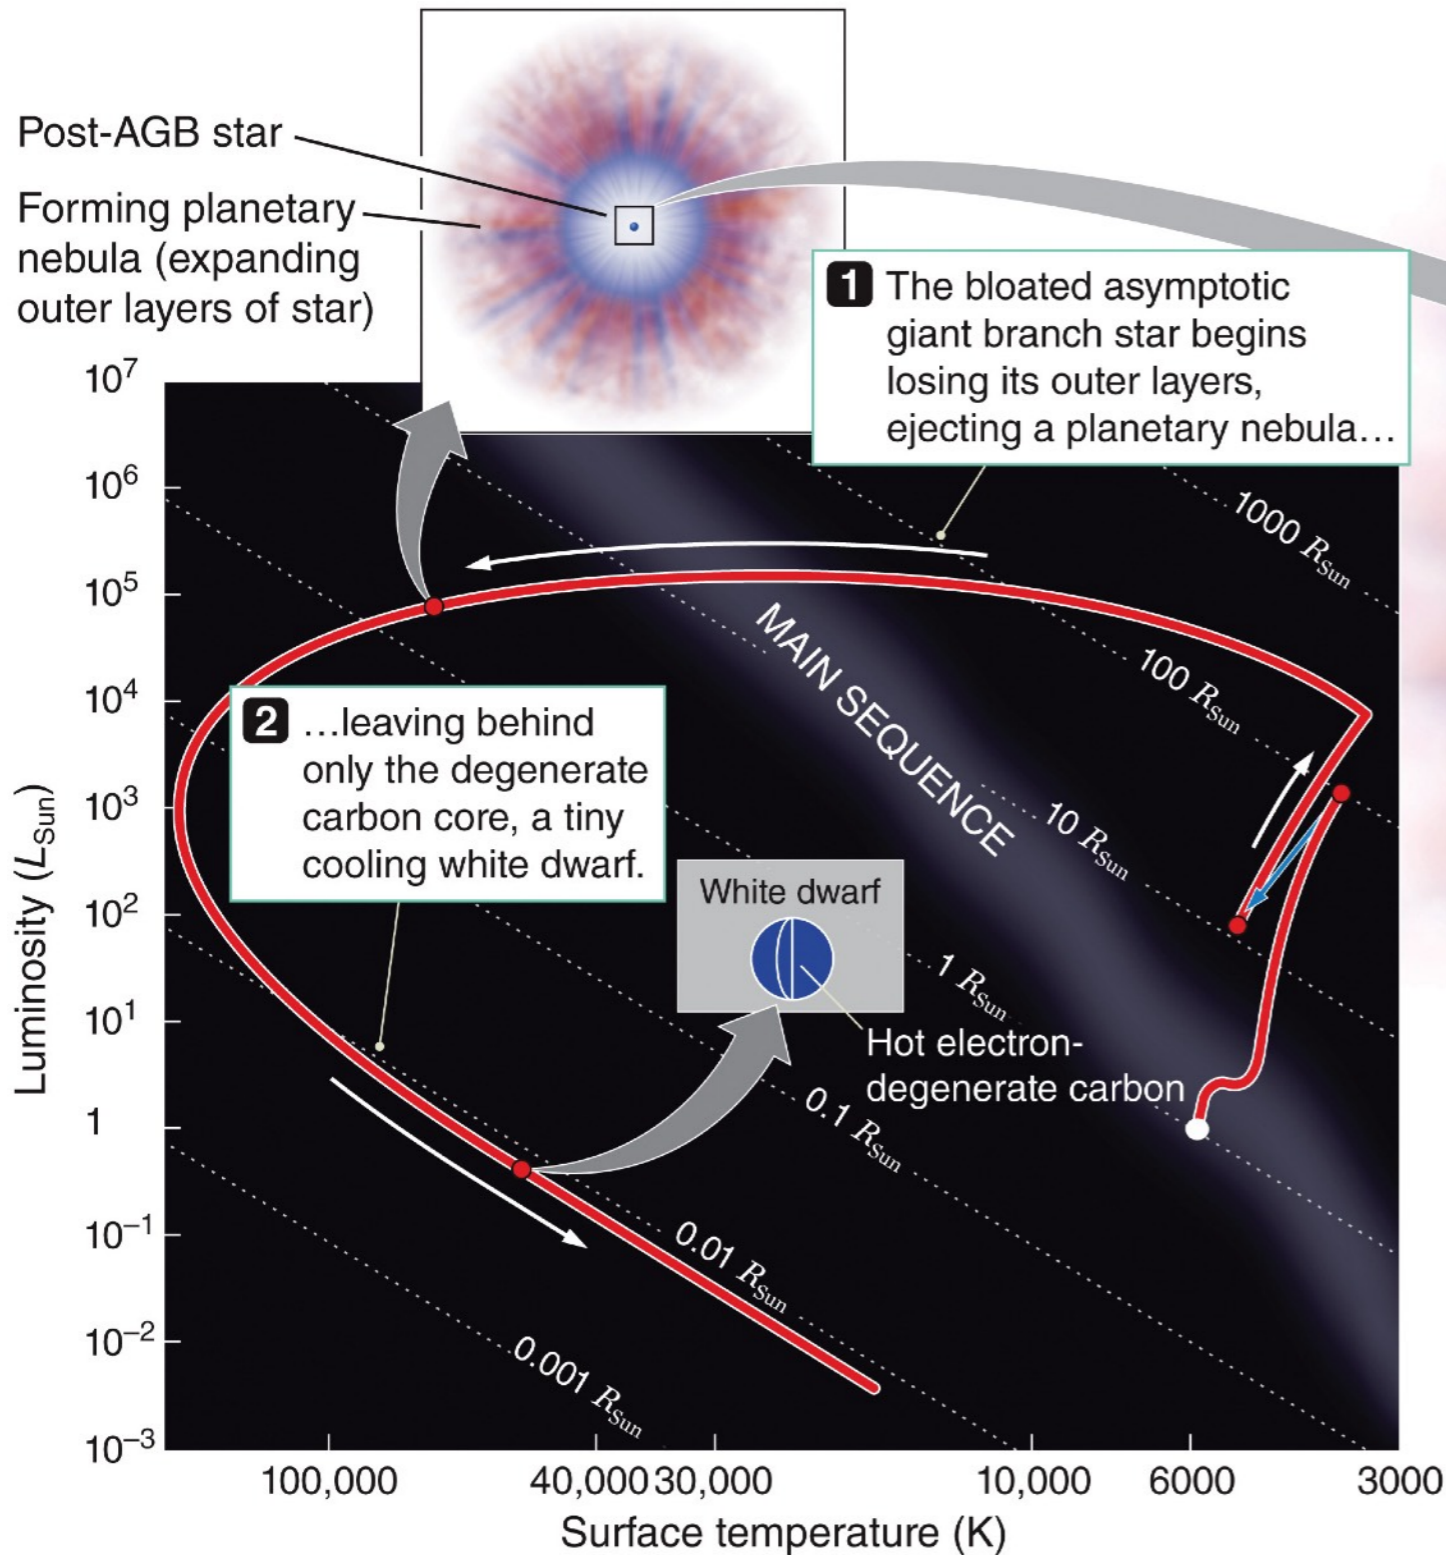 Post-AGB star
Forming planetary
nebula (expanding
outer layers of star)
1 The bloated asymptotic
giant branch star begins
losing its outer layers,
ejecting a planetary nebula…
10⁷
10⁶
10⁵
10⁴
10³
10²
10¹
1
10⁻¹
10⁻²
10⁻³
Luminosity (L_Sun)
1000 R_Sun
100 R_Sun
10 R_Sun
1 R_Sun
0.1 R_Sun
0.01 R_Sun
0.001 R_Sun
MAIN SEQUENCE
2 …leaving behind
only the degenerate
carbon core, a tiny
cooling white dwarf.
White dwarf
Hot electron-
degenerate carbon
100,000
40,000
30,000
10,000
6000
3000
Surface temperature (K)